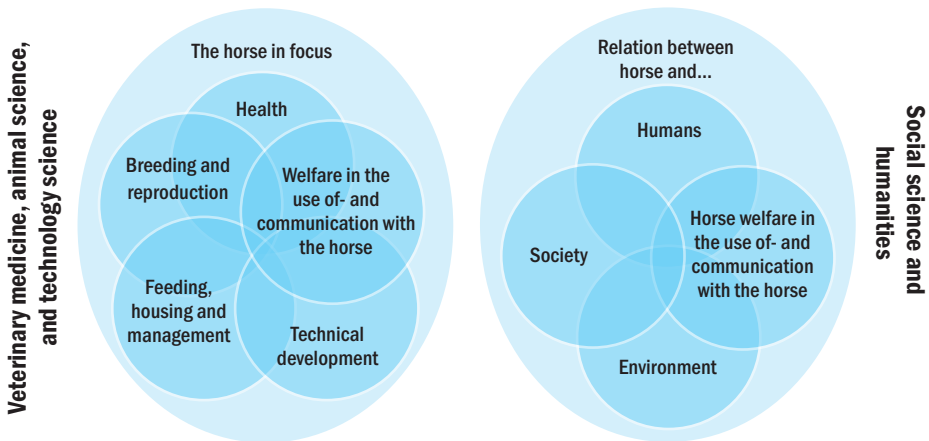 Veterinary medicine, animal science,
and technology science
The horse in focus
Health
Breeding and
reproduction
Welfare in the
use of- and
communication with
the horse
Feeding,
housing and
management
Technical
development
Relation between
horse and...
Humans
Society
Horse welfare in
the use of- and
communication
with the horse
Environment
Social science and
humanities